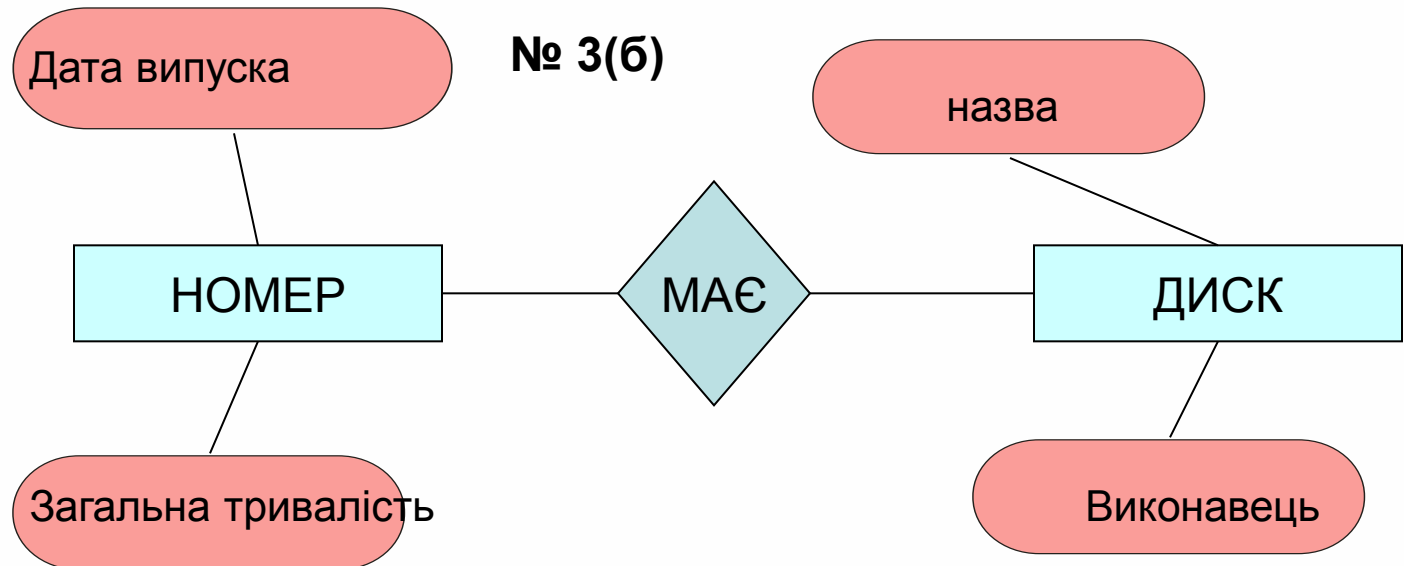 № 3(б)
Дата випуска
назва
НОМЕР
МАЄ
ДИСК
Загальна тривалість
Виконавець